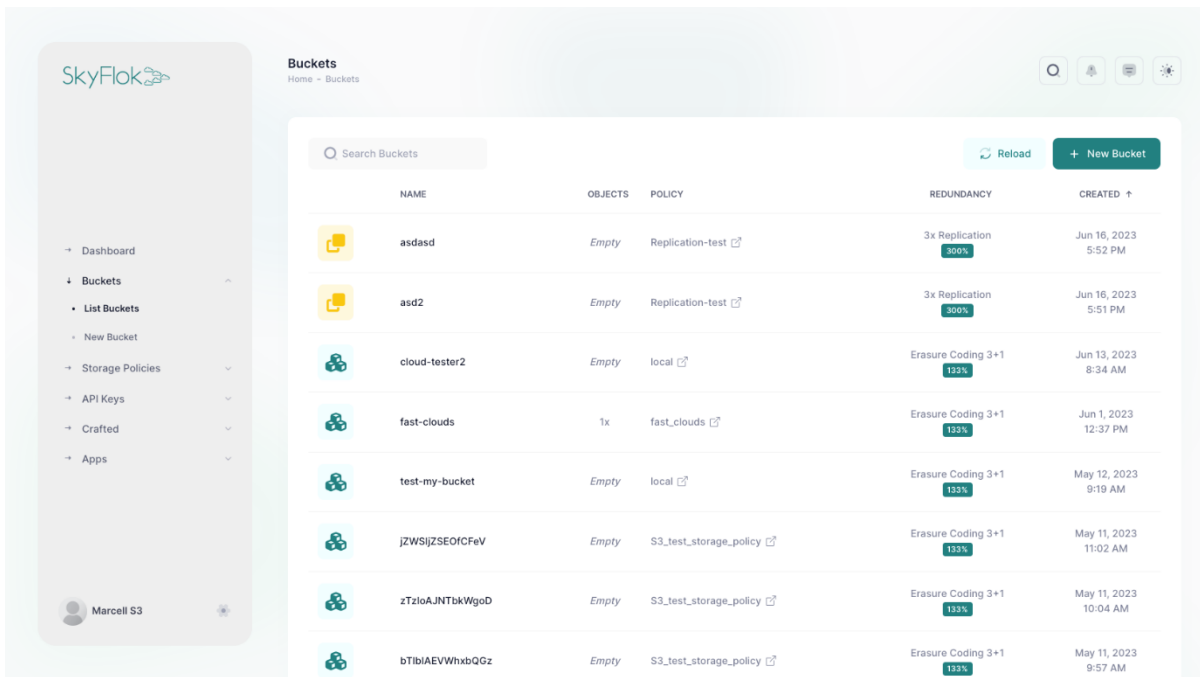 SkyFlok
Buckets
Home - Buckets
Search Buckets
Reload
+ New Bucket
NAME OBJECTS POLICY REDUNDANCY CREATED ↑
asdasd Empty Replication-test 3x Replication Jun 16, 2023
300% 5:52 PM
asd2 Empty Replication-test 3x Replication Jun 16, 2023
300% 5:51 PM
cloud-tester2 Empty local Erasure Coding 3+1 Jun 13, 2023
133% 8:34 AM
fast-clouds 1x fast_clouds Erasure Coding 3+1 Jun 1, 2023
133% 12:37 PM
test-my-bucket Empty local Erasure Coding 3+1 May 12, 2023
133% 9:19 AM
jZWSIjZSEOfCFeV Empty S3_test_storage_policy Erasure Coding 3+1 May 11, 2023
133% 11:02 AM
zTzloAJNTbkWgoD Empty S3_test_storage_policy Erasure Coding 3+1 May 11, 2023
133% 10:04 AM
bTlblAEVWhxbQGz Empty S3_test_storage_policy Erasure Coding 3+1 May 11, 2023
133% 9:57 AM
Dashboard
Buckets
List Buckets
New Bucket
Storage Policies
API Keys
Crafted
Apps
Marcell S3